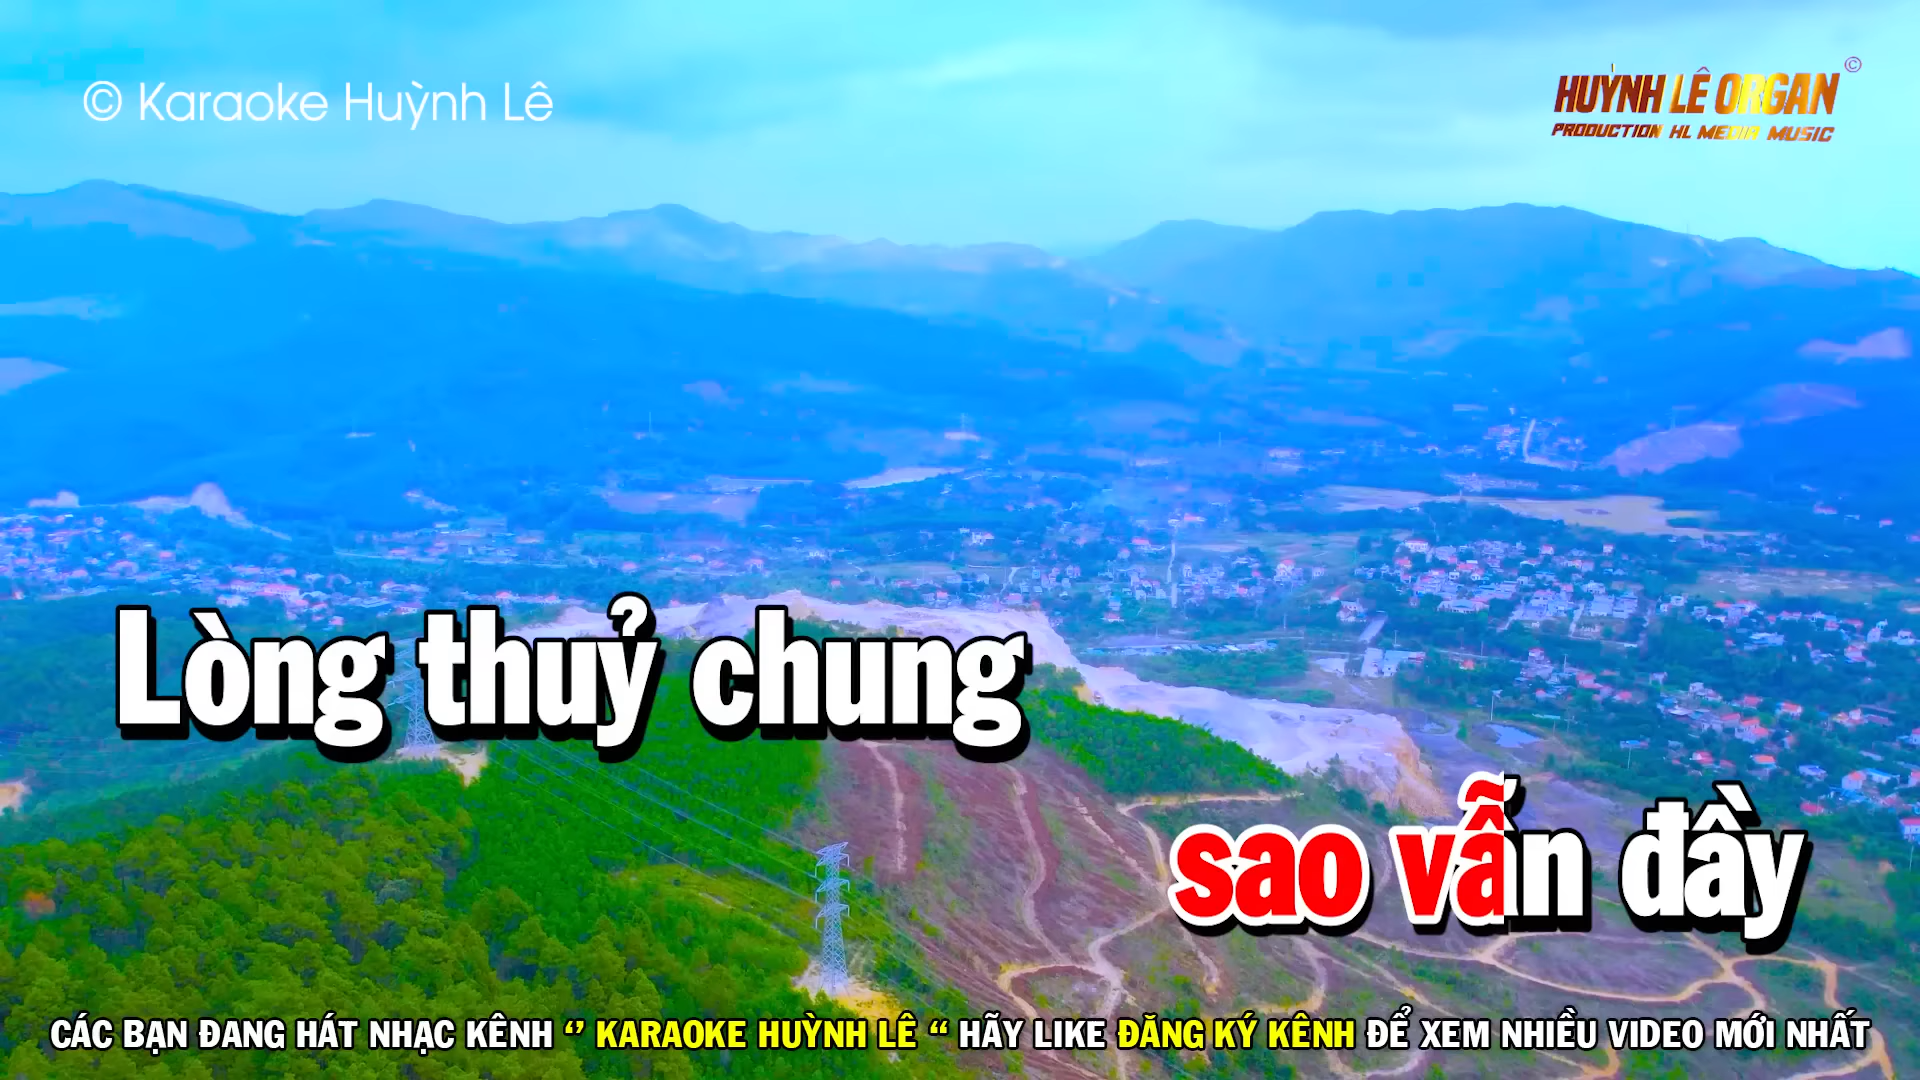 © Karaoke Huỳnh Lê
HUỲNH LÊ ORGAN ©
PRODUCTION HL MEDIA MUSIC
Lòng thuỷ chung
sao vẫn đầy
CÁC BẠN ĐANG HÁT NHẠC KÊNH ‘’ KARAOKE HUỲNH LÊ “ HÃY LIKE ĐĂNG KÝ KÊNH ĐỂ XEM NHIỀU VIDEO MỚI NHẤT